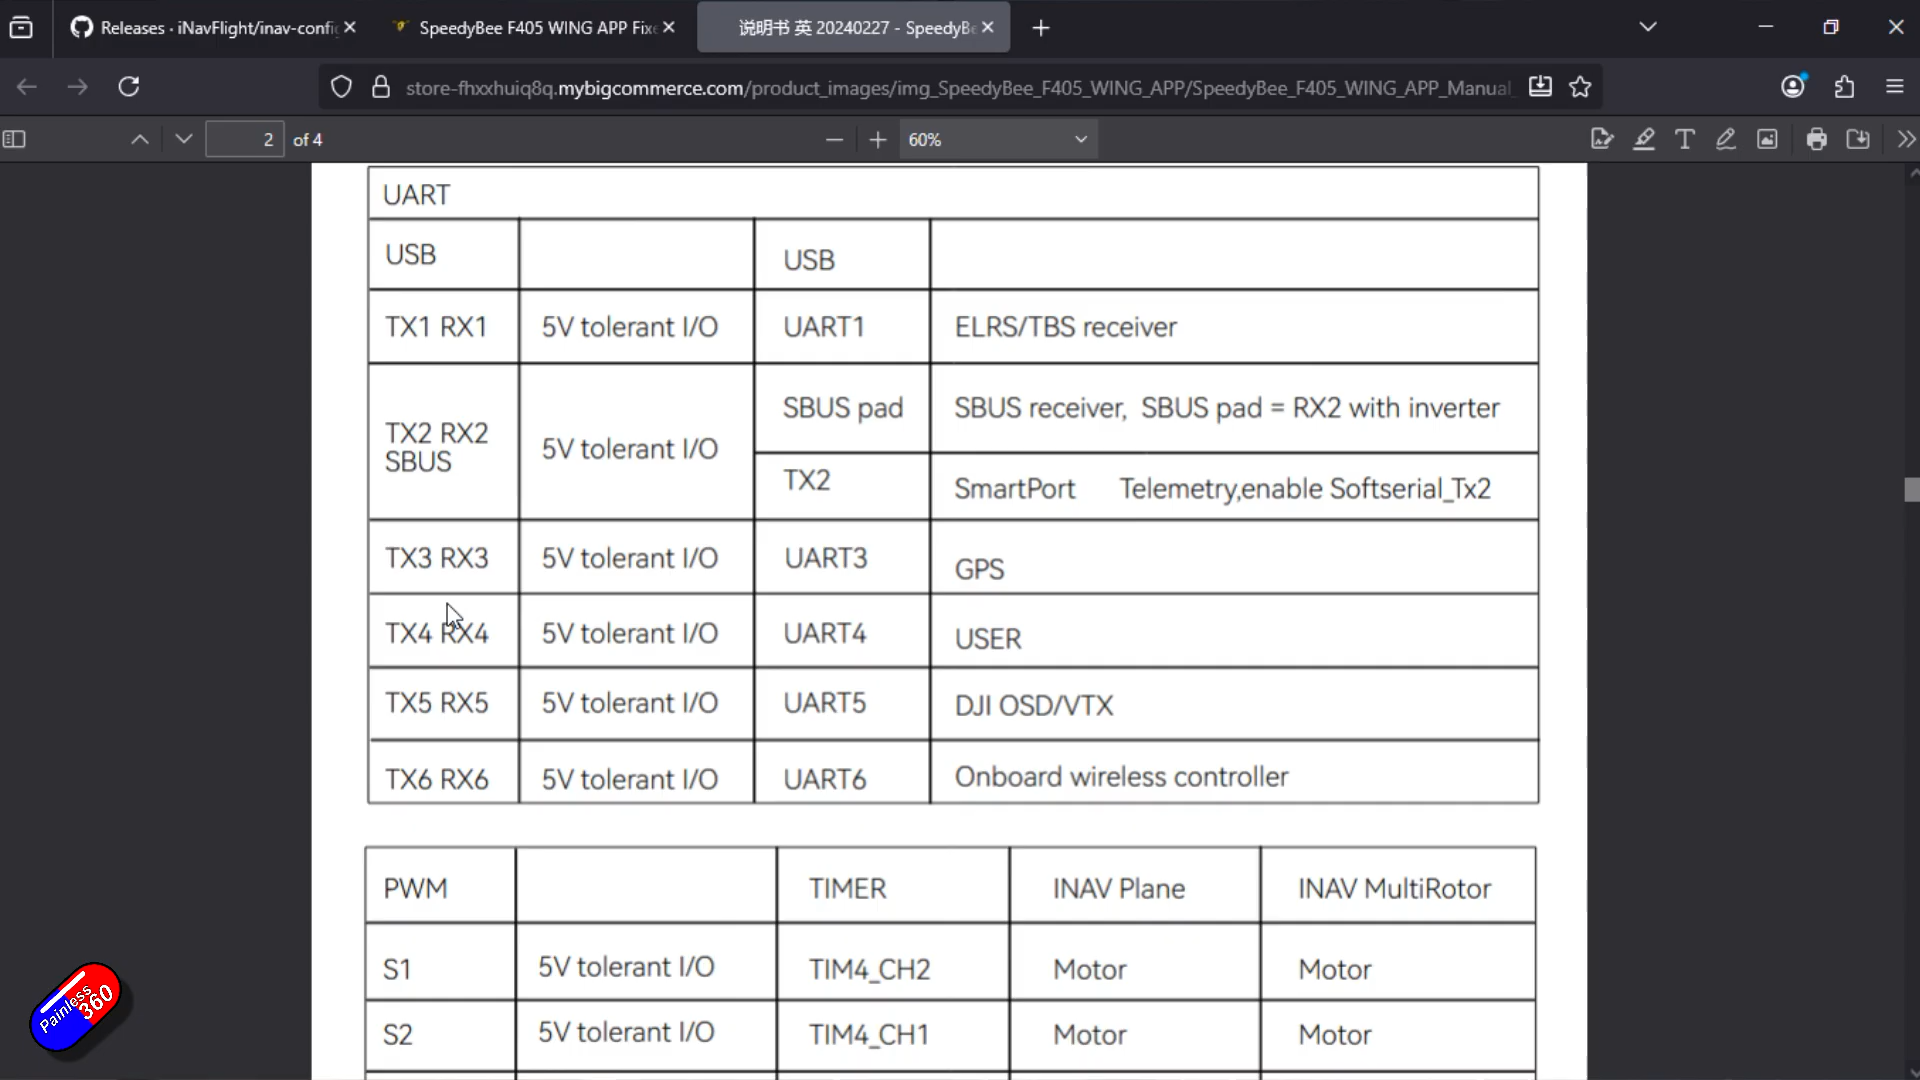 Releases · iNavFlight/inav-confi
SpeedyBee F405 WING APP Fixe
说明书 英 20240227 - SpeedyBe
store-fhxxhuiq8q.mybigcommerce.com/product_images/img_SpeedyBee_F405_WING_APP/SpeedyBee_F405_WING_APP_Manual_
2 of 4
60%
UART
USB USB
TX1 RX1 5V tolerant I/O UART1 ELRS/TBS receiver
TX2 RX2 SBUS 5V tolerant I/O SBUS pad SBUS receiver, SBUS pad = RX2 with inverter
TX2 SmartPort Telemetry,enable Softserial_Tx2
TX3 RX3 5V tolerant I/O UART3 GPS
TX4 RX4 5V tolerant I/O UART4 USER
TX5 RX5 5V tolerant I/O UART5 DJI OSD/VTX
TX6 RX6 5V tolerant I/O UART6 Onboard wireless controller
PWM TIMER INAV Plane INAV MultiRotor
S1 5V tolerant I/O TIM4_CH2 Motor Motor
S2 5V tolerant I/O TIM4_CH1 Motor Motor
Painless
360